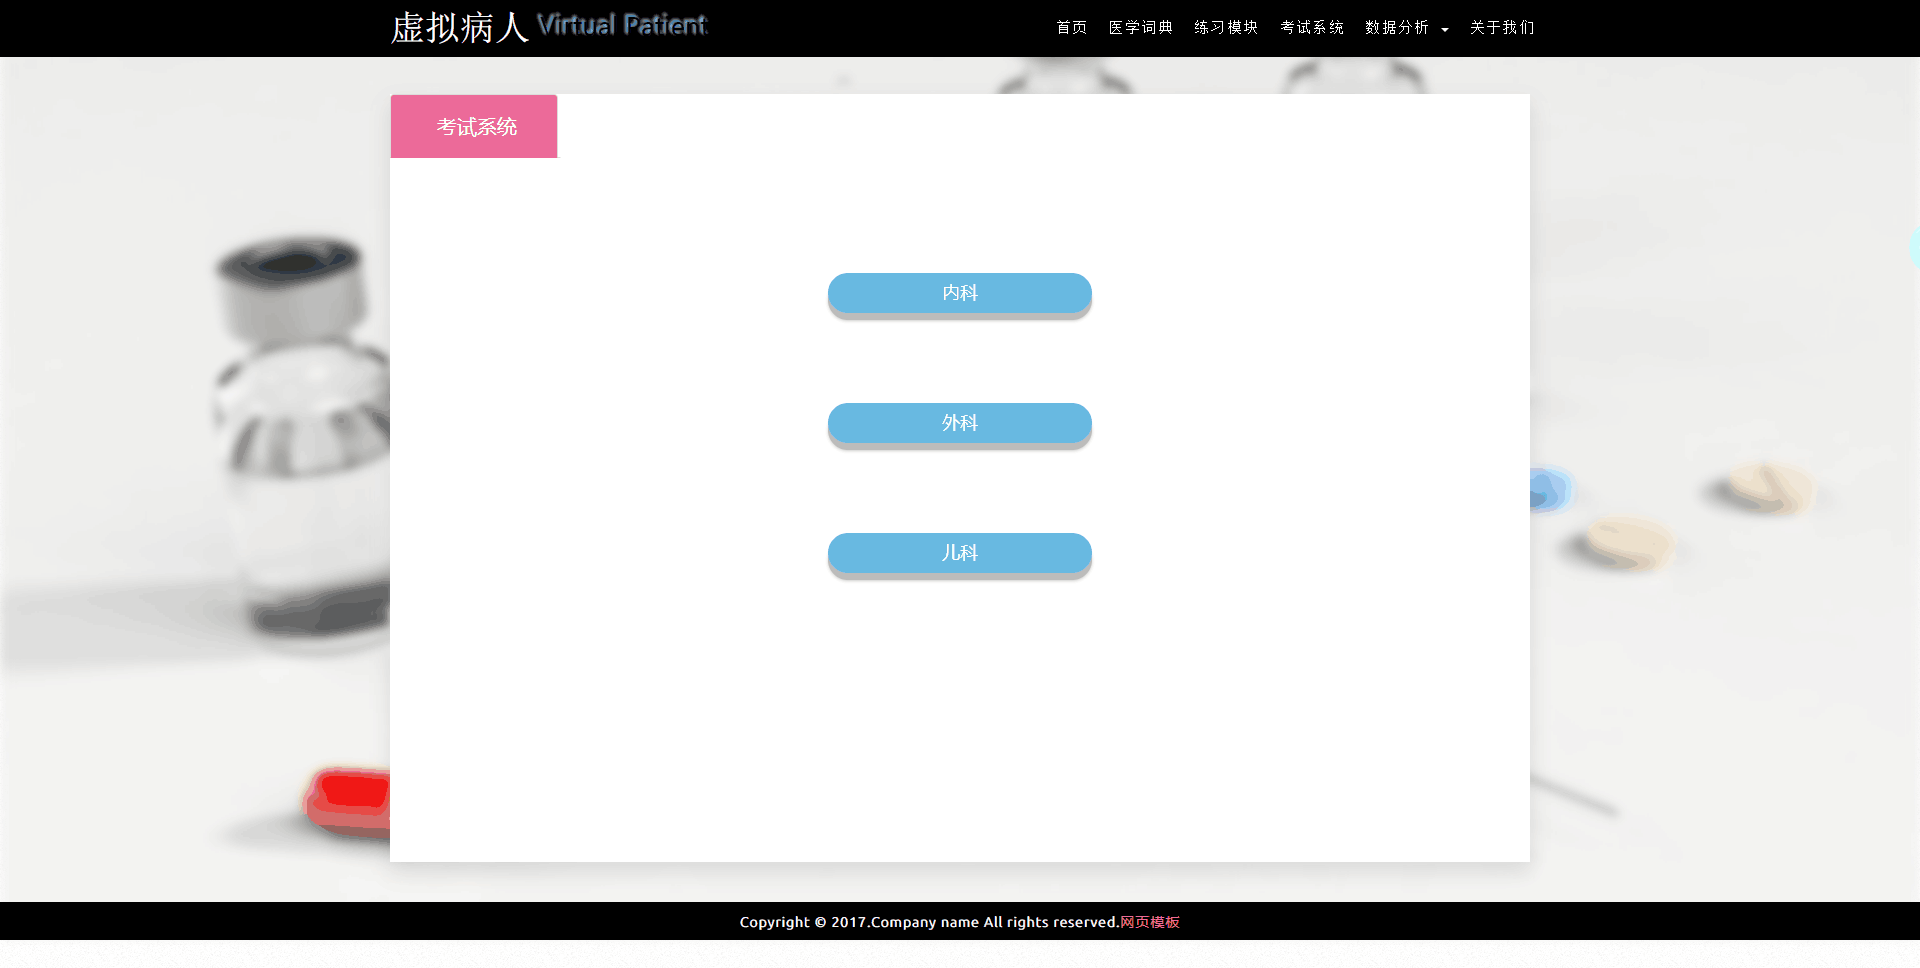 虚拟病人 Virtual Patient
首页 医学词典 练习模块 考试系统 数据分析 关于我们
考试系统
内科
外科
儿科
Copyright © 2017.Company name All rights reserved.网页模板